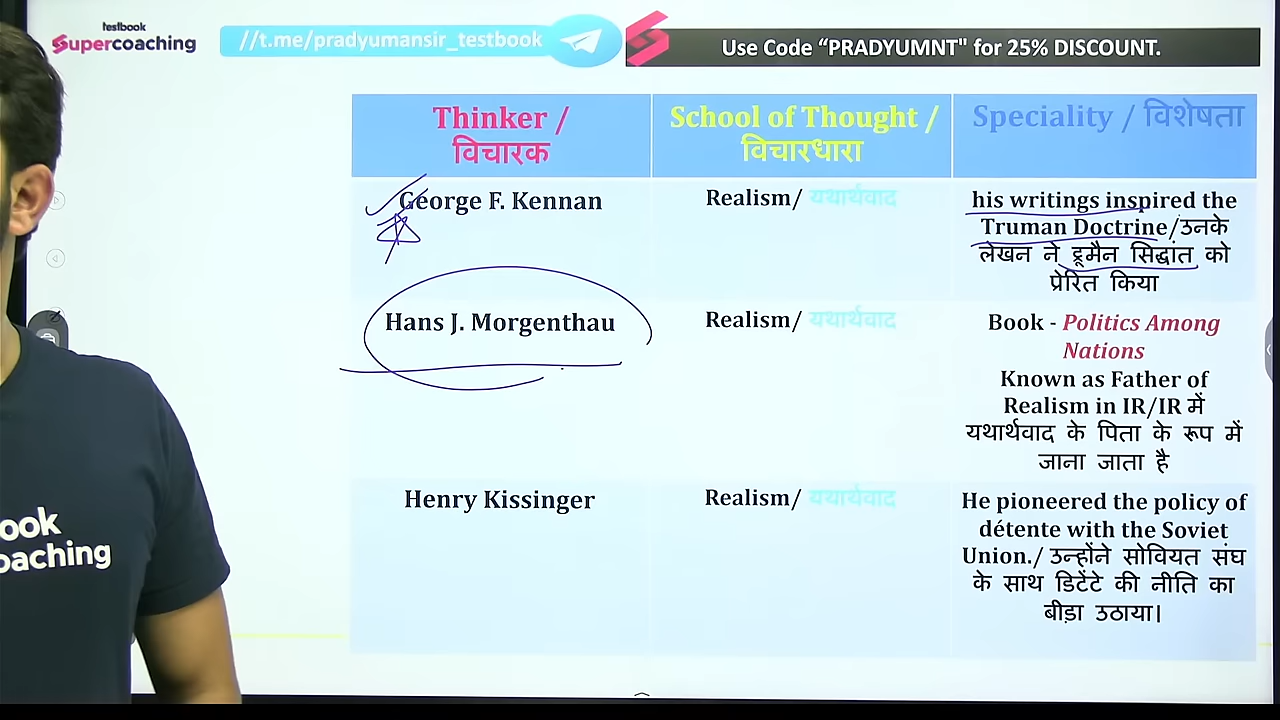 testbook
Supercoaching
//t.me/pradyumansir_testbook
Use Code “PRADYUMNT" for 25% DISCOUNT.
Thinker /
विचारक
School of Thought /
विचारधारा
Speciality / विशेषता
George F. Kennan
Realism/ यथार्थवाद
his writings inspired the
Truman Doctrine/उनके
लेखन ने ट्रूमैन सिद्धांत को
प्रेरित किया
Hans J. Morgenthau
Realism/ यथार्थवाद
Book - Politics Among
Nations
Known as Father of
Realism in IR/IR में
यथार्थवाद के पिता के रूप में
जाना जाता है
Henry Kissinger
Realism/ यथार्थवाद
He pioneered the policy of
détente with the Soviet
Union./ उन्होंने सोवियत संघ
के साथ डिटेंटे की नीति का
बीड़ा उठाया।
ook
oaching